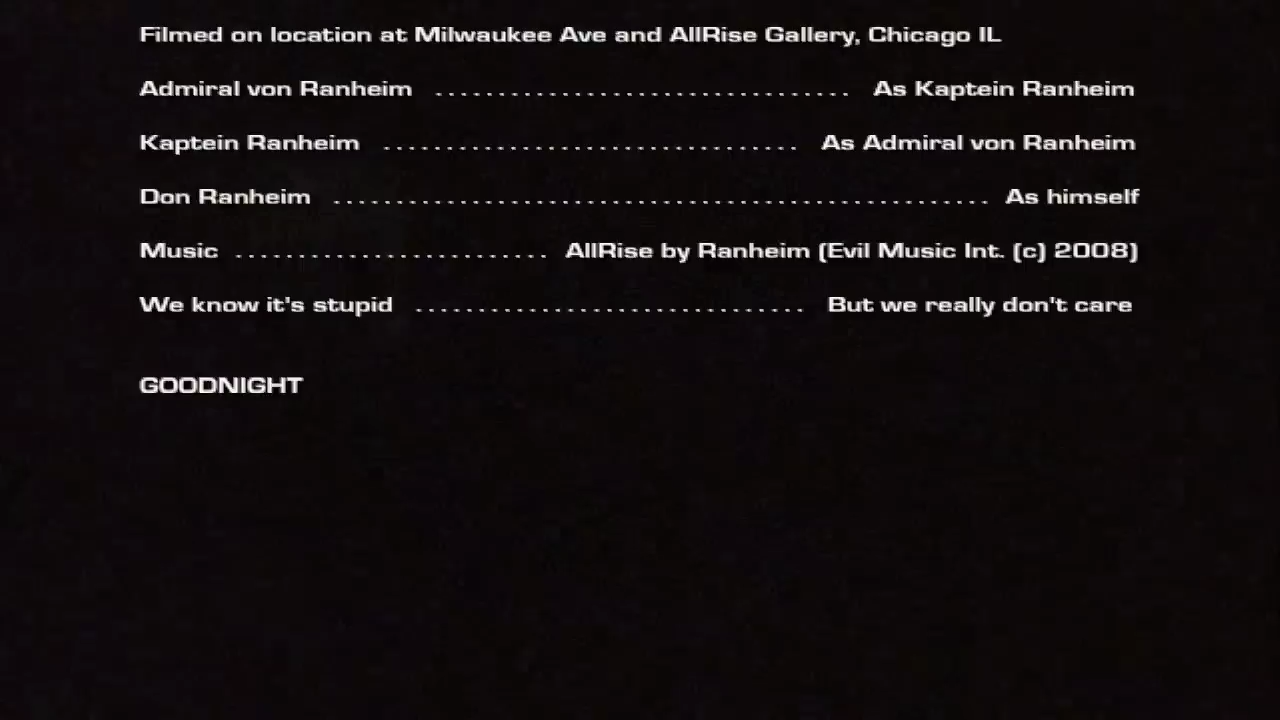 Filmed on location at Milwaukee Ave and AllRise Gallery, Chicago IL
Admiral von Ranheim ................................. As Kaptein Ranheim
Kaptein Ranheim ................................. As Admiral von Ranheim
Don Ranheim .................................................... As himself
Music ......................... AllRise by Ranheim (Evil Music Int. (c) 2008)
We know it's stupid ............................... But we really don't care
GOODNIGHT